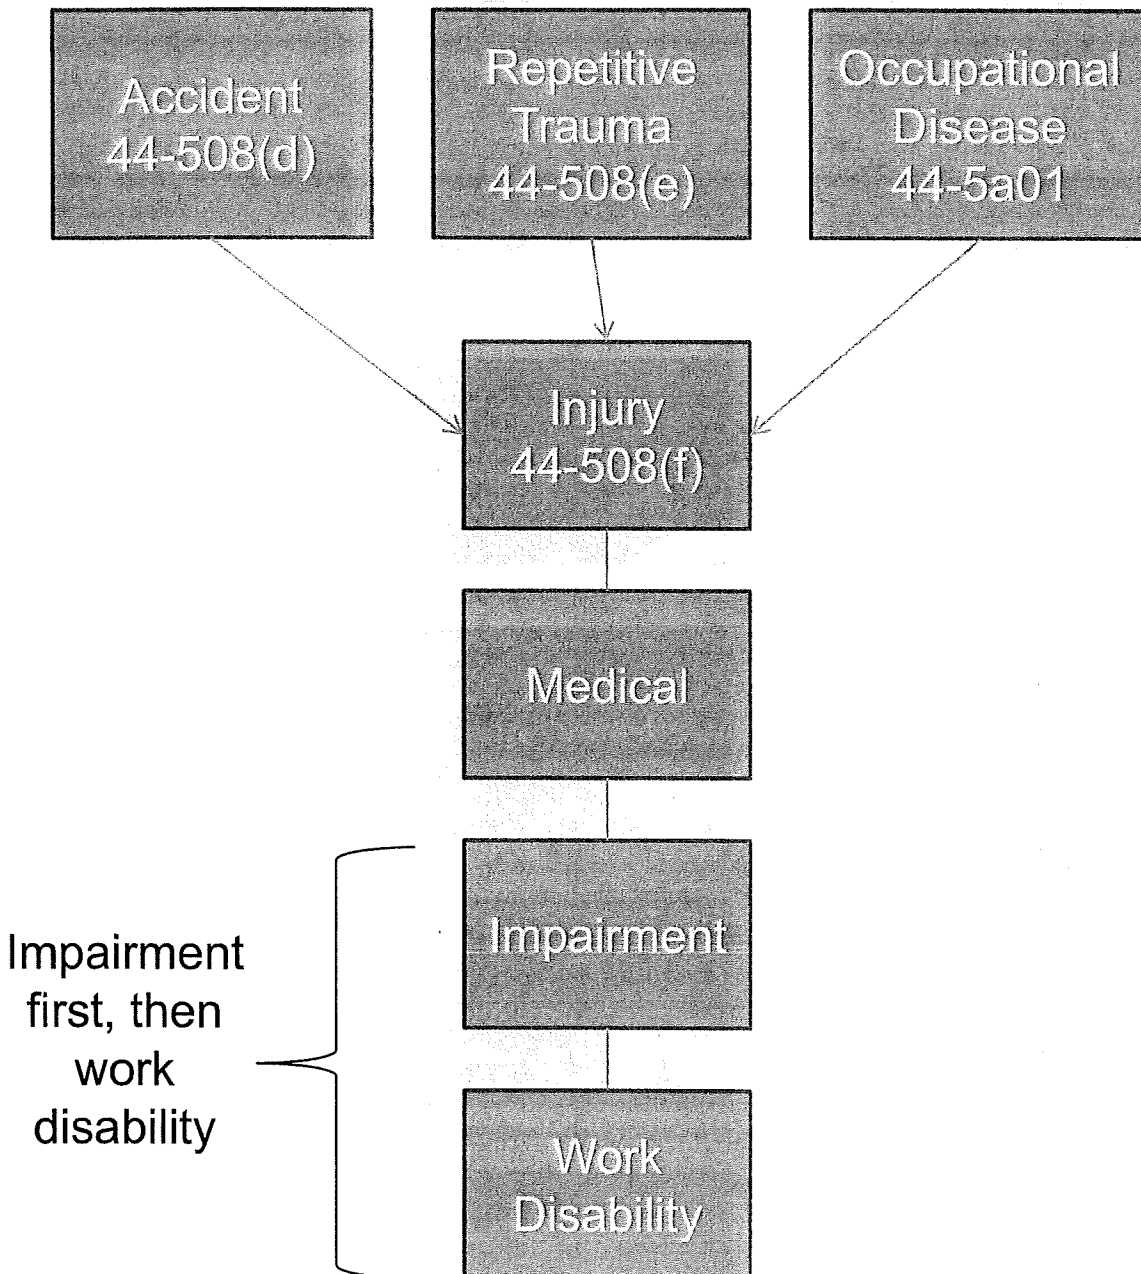 Accident
44-508(d)
Repetitive
Trauma
44-508(e)
Occupational
Disease
44-5a01
Injury
44-508(f)
Medical
Impairment
Impairment
first, then
work
disability
Work
Disability